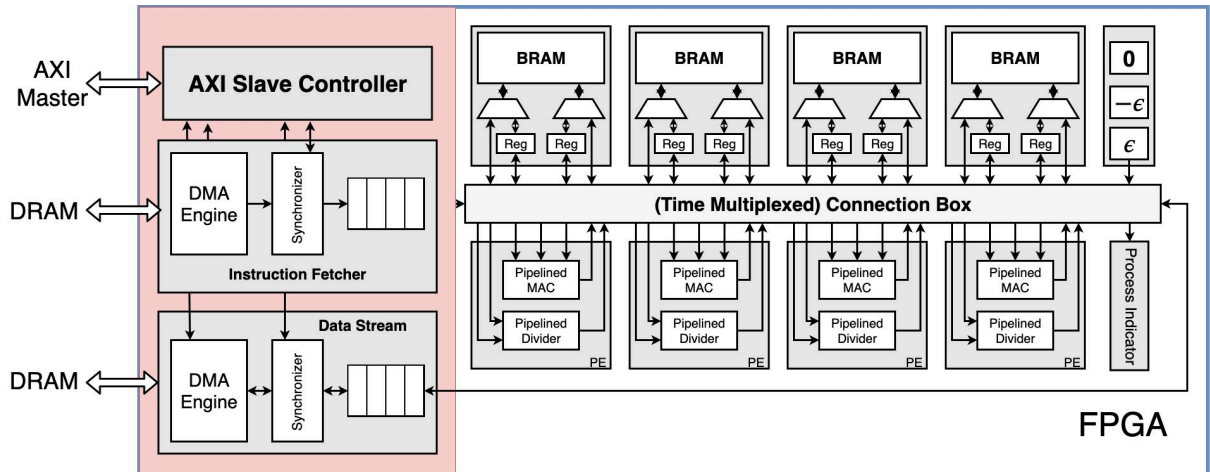 AXI
Master
AXI Slave Controller
DRAM
DMA
Engine
Synchronizer
Instruction Fetcher
DRAM
Data Stream
DMA
Engine
Synchronizer
BRAM
Reg
Reg
BRAM
Reg
Reg
BRAM
Reg
Reg
BRAM
Reg
Reg
0
−ϵ
ϵ
(Time Multiplexed) Connection Box
Pipelined
MAC
Pipelined
Divider
PE
Pipelined
MAC
Pipelined
Divider
PE
Pipelined
MAC
Pipelined
Divider
PE
Pipelined
MAC
Pipelined
Divider
PE
Process Indicator
FPGA